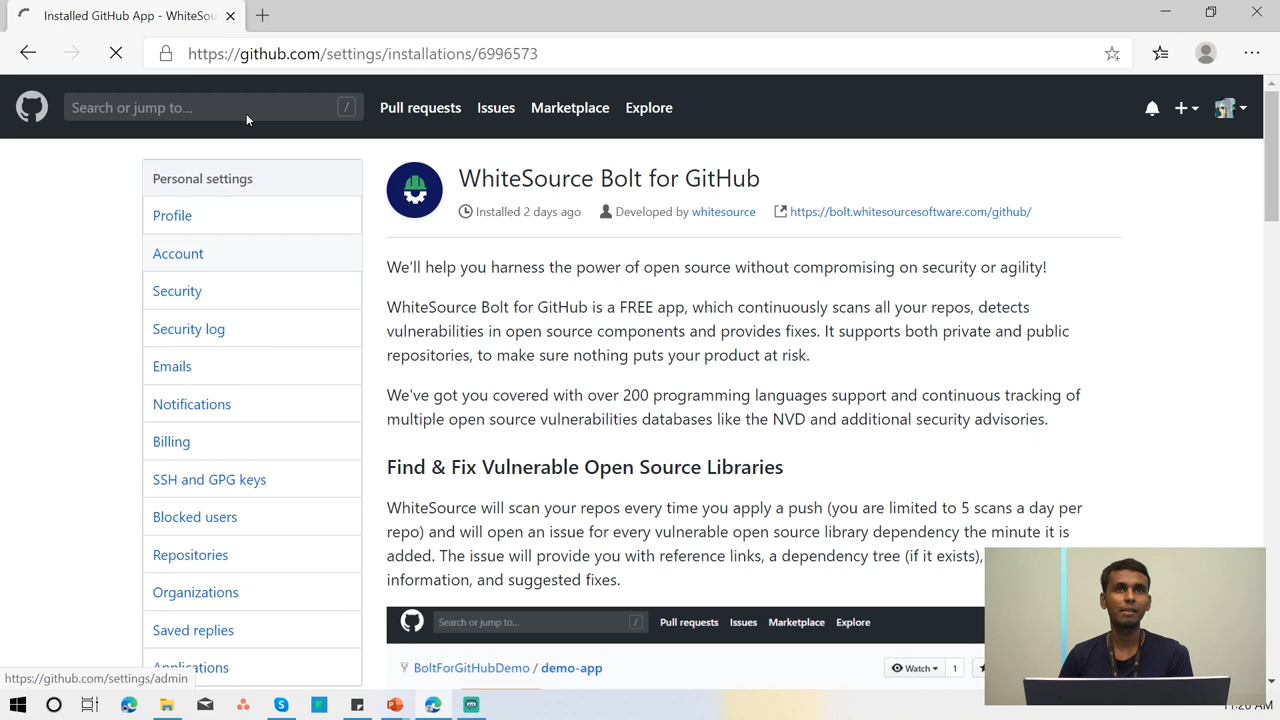 Installed GitHub App - WhiteSou
https://github.com/settings/installations/6996573
Search or jump to... /
Pull requests Issues Marketplace Explore
Personal settings
Profile
Account
Security
Security log
Emails
Notifications
Billing
SSH and GPG keys
Blocked users
Repositories
Organizations
Saved replies
Applications
WhiteSource Bolt for GitHub
Installed 2 days ago Developed by whitesource https://bolt.whitesourcesoftware.com/github/
We'll help you harness the power of open source without compromising on security or agility!
WhiteSource Bolt for GitHub is a FREE app, which continuously scans all your repos, detects
vulnerabilities in open source components and provides fixes. It supports both private and public
repositories, to make sure nothing puts your product at risk.
We've got you covered with over 200 programming languages support and continuous tracking of
multiple open source vulnerabilities databases like the NVD and additional security advisories.
Find & Fix Vulnerable Open Source Libraries
WhiteSource will scan your repos every time you apply a push (you are limited to 5 scans a day per
repo) and will open an issue for every vulnerable open source library dependency the minute it is
added. The issue will provide you with reference links, a dependency tree (if it exists),
information, and suggested fixes.
Search or jump to... /
Pull requests Issues Marketplace Explore
BoltForGitHubDemo / demo-app
Watch 1
https://github.com/settings/admin